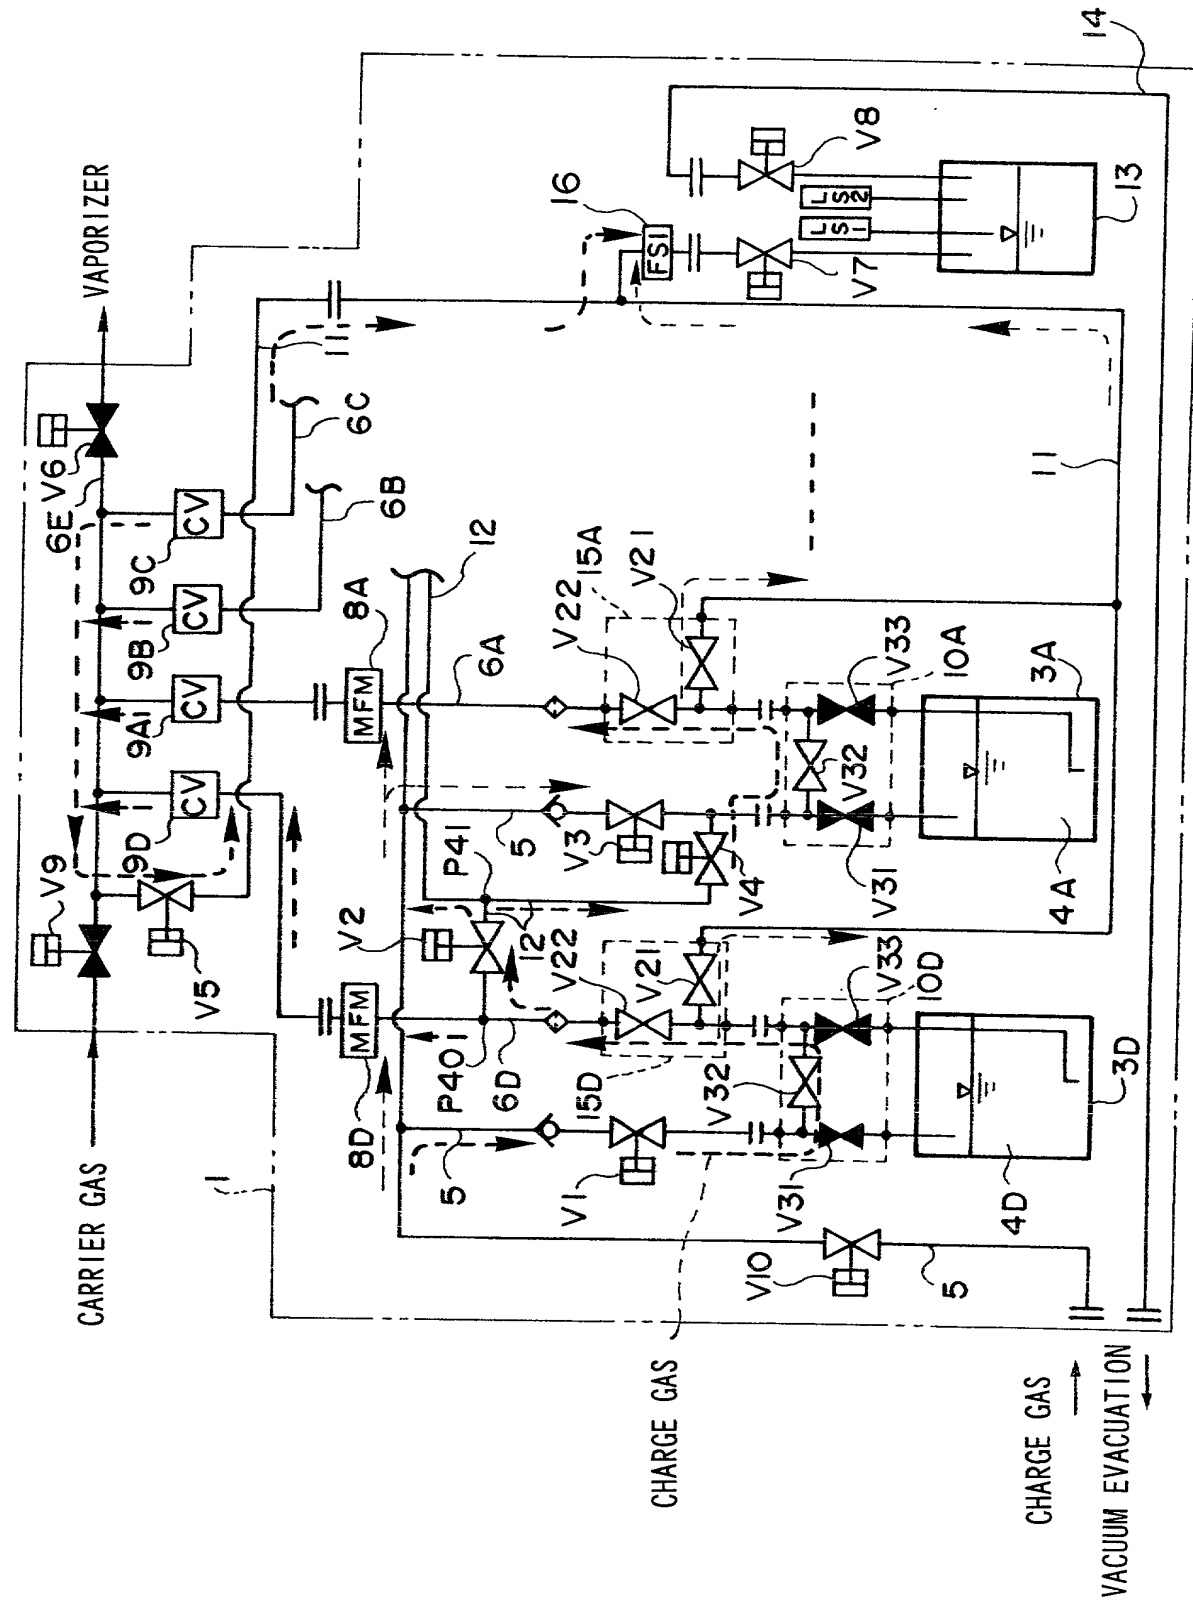 CARRIER GAS
VAPORIZER
V9
V5
6E
V6
9D
CV
9A
CV
9B
CV
9C
CV
6B
6C
11
14
16
FS1
V8
V7
LS1
LS2
13
1
8D
MFM
8A
MFM
V2
P41
12
12
P401
6D
6A
5
5
V1
V3
V4
V22
V21
15D
V22
V21
15A
V32
V31
V33
10D
V32
V31
V33
10A
4D
3D
4A
3A
11
V10
5
CHARGE GAS
CHARGE GAS
VACUUM EVACUATION